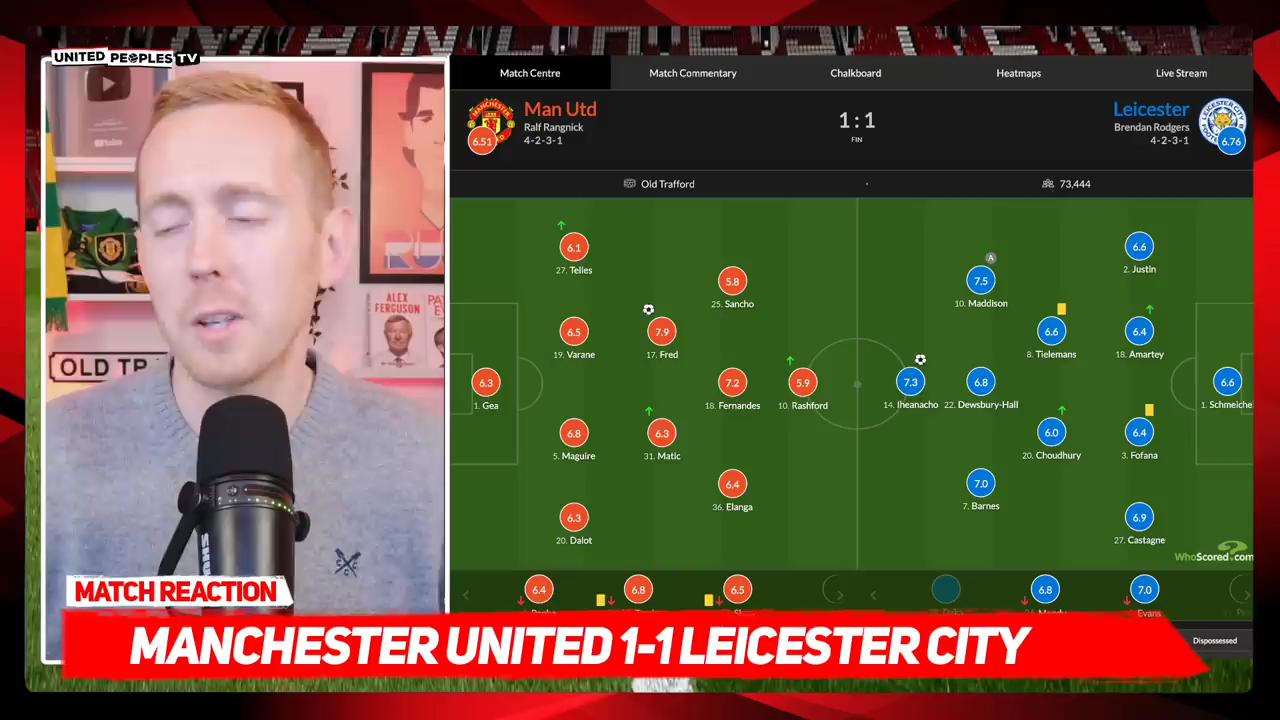 UNITED PEOPLES TV
Match Centre
Match Commentary
Chalkboard
Heatmaps
Live Stream
Man Utd
Ralf Rangnick
4-2-3-1
6.51
1 : 1
FIN
Leicester
Brendan Rodgers
4-2-3-1
6.76
Old Trafford
73,444
6.1
27. Telles
5.8
25. Sancho
A
7.5
10. Maddison
6.6
2. Justin
6.5
19. Varane
7.9
17. Fred
6.6
8. Tielemans
6.4
18. Amartey
6.3
1. Gea
7.2
18. Fernandes
5.9
10. Rashford
7.3
14. Iheanacho
6.8
22. Dewsbury-Hall
6.6
1. Schmeichel
6.8
5. Maguire
6.3
31. Matic
6.0
20. Choudhury
6.4
3. Fofana
6.4
36. Elanga
7.0
7. Barnes
6.3
20. Dalot
6.9
27. Castagne
WhoScored.com
6.4
6.8
6.5
6.8
7.0
Evans
Dispossessed
ALEX
FERGUSON
OLD TRA
SHU
MATCH REACTION
MANCHESTER UNITED 1-1 LEICESTER CITY